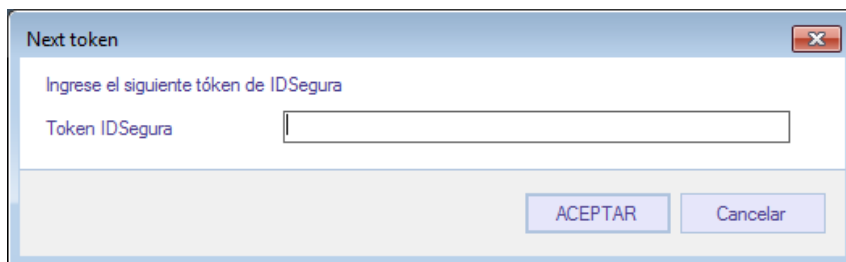 Next token
Ingrese el siguiente tóken de IDSegura
Token IDSegura
ACEPTAR Cancelar